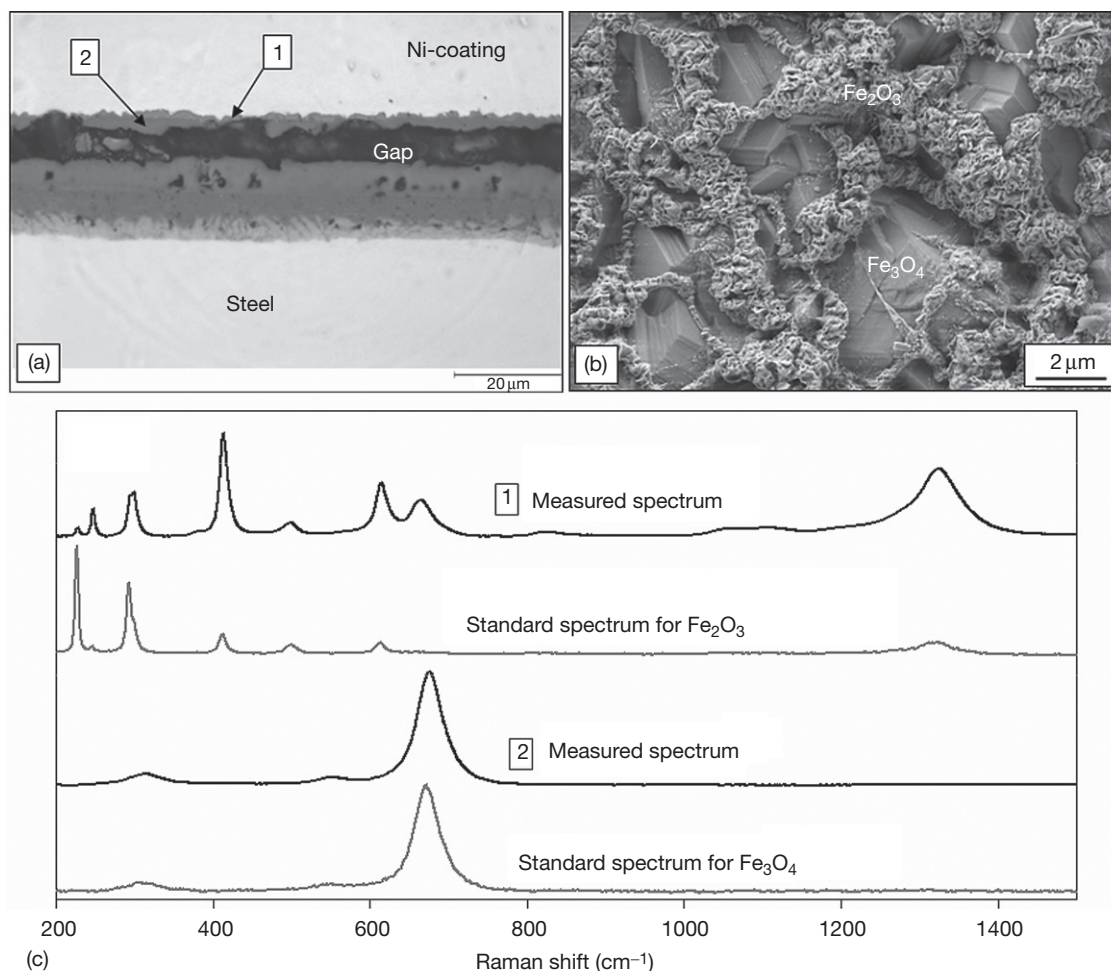 2
1
Ni-coating
Gap
Steel
(a)
20 μm
Fe₂O₃
Fe₃O₄
(b)
2 μm
1 Measured spectrum
Standard spectrum for Fe₂O₃
2 Measured spectrum
Standard spectrum for Fe₃O₄
200 400 600 800 1000 1200 1400
(c) Raman shift (cm⁻¹)